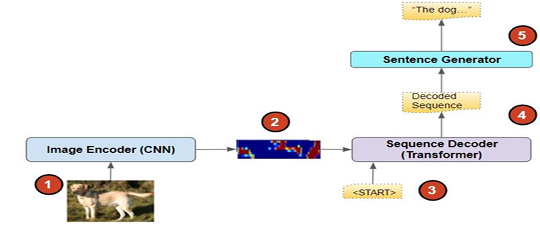 "The dog..."
5
Sentence Generator
Decoded
Sequence
4
2
Image Encoder (CNN)
Sequence Decoder
(Transformer)
1
<START>
3